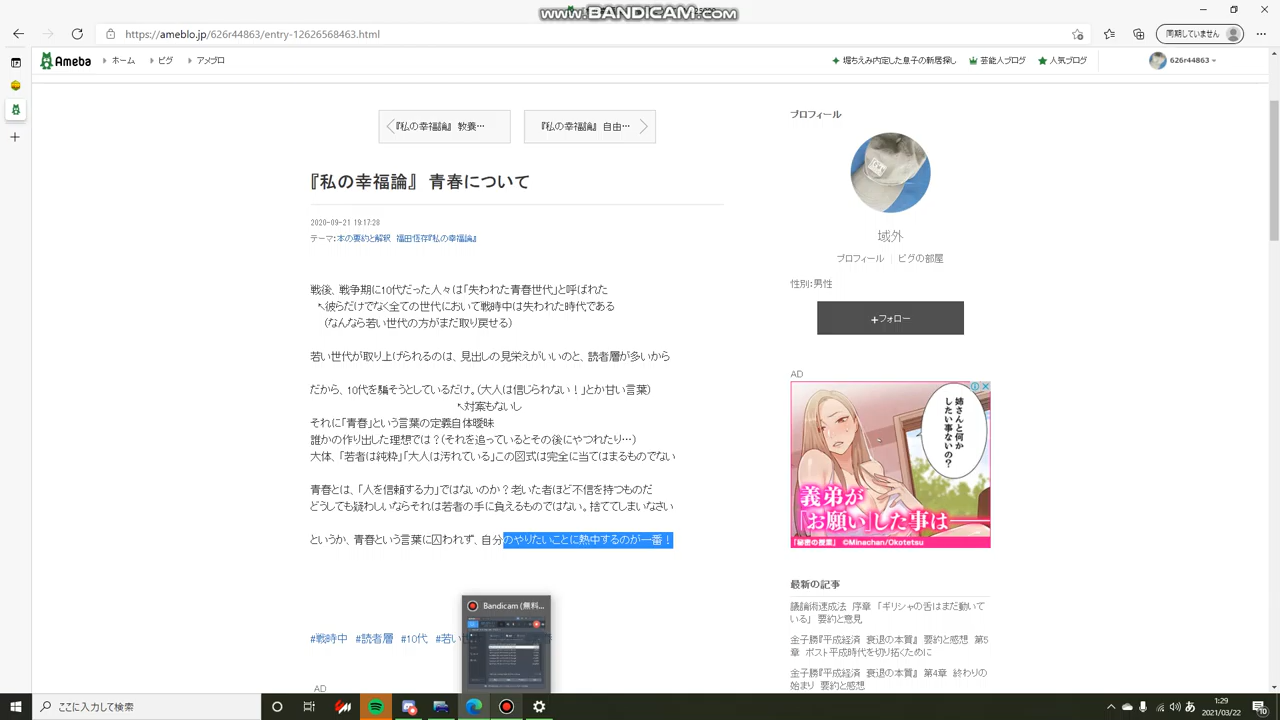 www.BANDICAM.com
https://ameblo.jp/626r44863/entry-12626568463.html
同期していません
Ameba
ホーム
ピグ
アメブロ
堀ちえみ内定した息子の新居探し
芸能人ブログ
人気ブログ
626r44863
『私の幸福論』 教養…
『私の幸福論』 自由…
『私の幸福論』 青春について
2020-09-21 19:17:28
テーマ:本の要約と解釈　福田恆存『私の幸福論』
戦後、戦争期に10代だった人々は「失われた青春世代」と呼ばれた
↖彼らだけでなく全ての世代において戦時中は失われた時代である
（なんなら若い世代の方がまだ取り戻せる）
若い世代が取り上げられるのは、見出しの見栄えがいいのと、読者層が多いから
だから、10代を騙そうとしているだけ。（大人は信じられない！」とか甘い言葉）
↖対案もないし
それに「青春」という言葉の定義自体曖昧
誰かの作り出した理想では？（それを追っているとその後にやつれたり…）
大体、「若者は純粋」「大人は汚れている」この図式は完全に当てはまるものでない
青春とは、「人を信頼する力」ではないのか？老いた者ほど不信を持つものだ
どうしても疑わしいならそれは若者の手に負えるものではない。捨ててしまいなさい
というか、青春という言葉に囚われず、自分のやりたいことに熱中するのが一番！
#戦時中 #読者層 #10代 #若い
AD
プロフィール
域外
プロフィール
ピグの部屋
性別:男性
+フォロー
AD
姉さんと何か
したい事ないの？
義弟が
「お願い」した事は
「秘密の授業」 ©Minachan/Okotetsu
最新の記事
議論術速成法　序章 「ギリシャの舌はまだ動いて
いる」 要約と意見
金子勝『平成経済　衰退の本質』 要約と感想　第5
章 ポスト平成時代を切り拓くために
金子勝『平成経済　衰退の本質』
の
始まり　要約と感想
Bandicam (無料...
ここに入力して検索
あ
1:29
2021/03/22
10